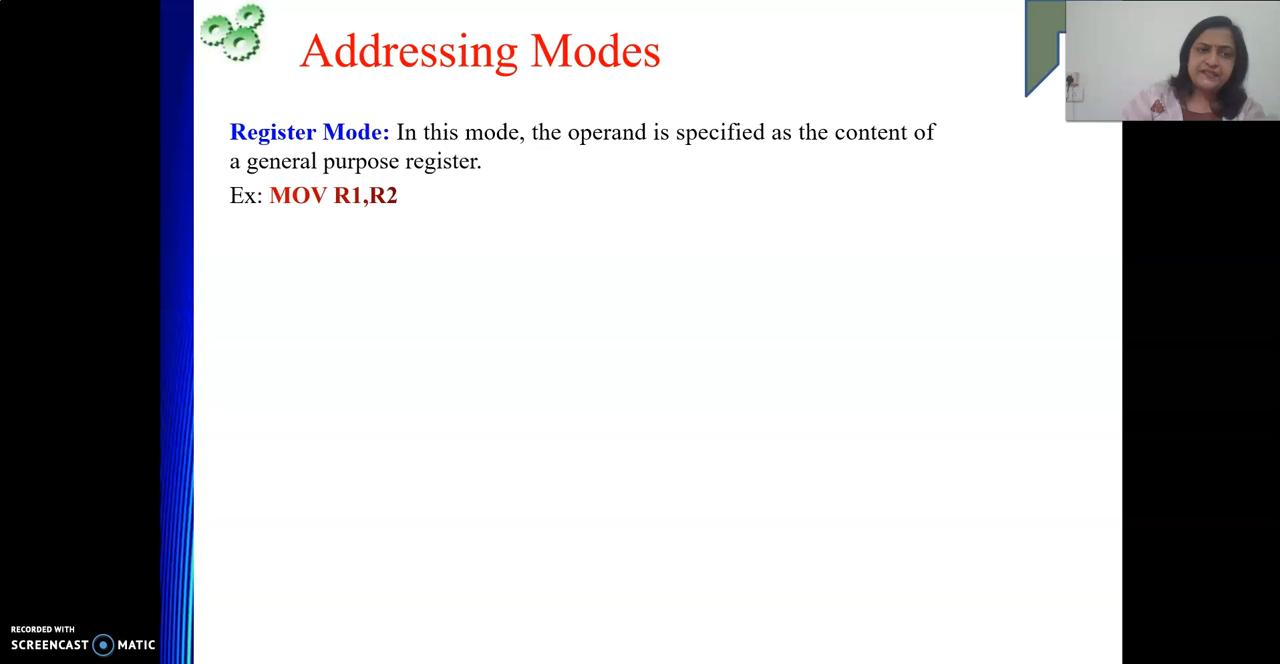 Addressing Modes
Register Mode: In this mode, the operand is specified as the content of
a general purpose register.
Ex: MOV R1,R2
RECORDED WITH
SCREENCAST MATIC